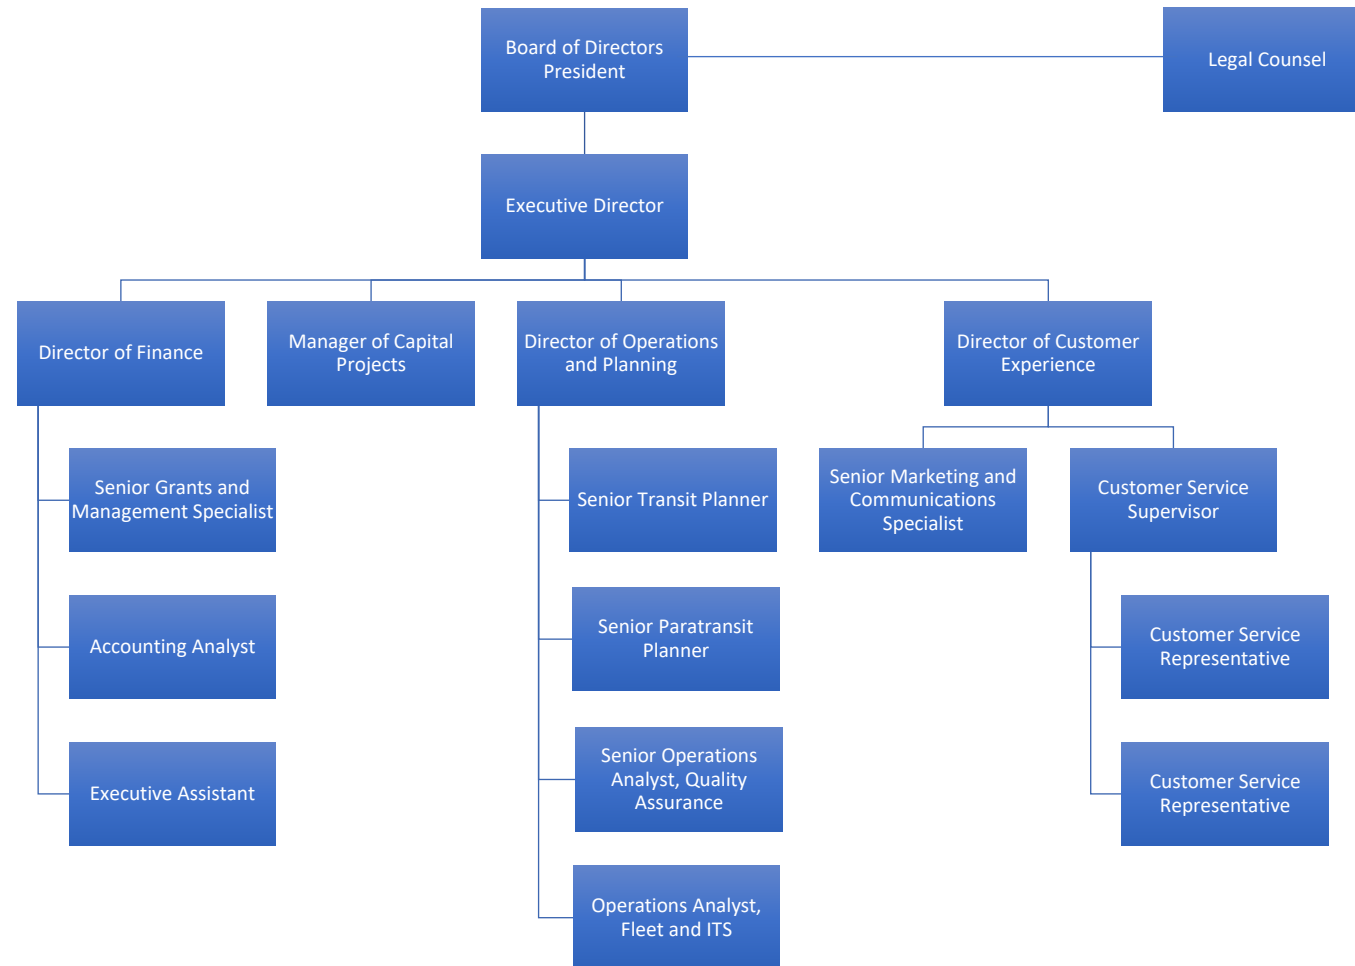 Board of Directors
President
Legal Counsel
Executive Director
Director of Finance
Manager of Capital
Projects
Director of Operations
and Planning
Director of Customer
Experience
Senior Grants and
Management Specialist
Accounting Analyst
Executive Assistant
Senior Transit Planner
Senior Paratransit
Planner
Senior Operations
Analyst, Quality
Assurance
Operations Analyst,
Fleet and ITS
Senior Marketing and
Communications
Specialist
Customer Service
Supervisor
Customer Service
Representative
Customer Service
Representative